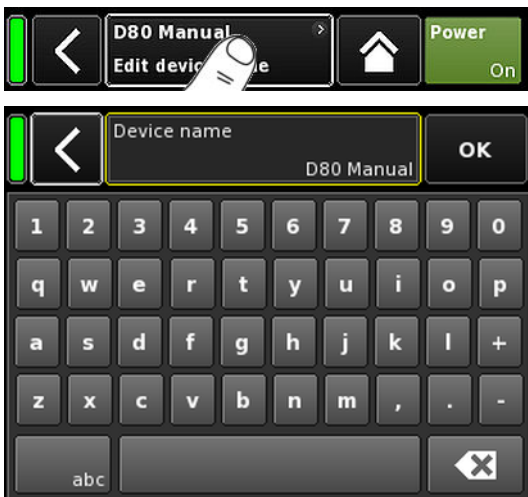 D80 Manual
Power
Edit device
On
Device name
D80 Manual
OK
1 2 3 4 5 6 7 8 9 0
q w e r t y u i o p
a s d f g h j k l +
z x c v b n m , . -
abc